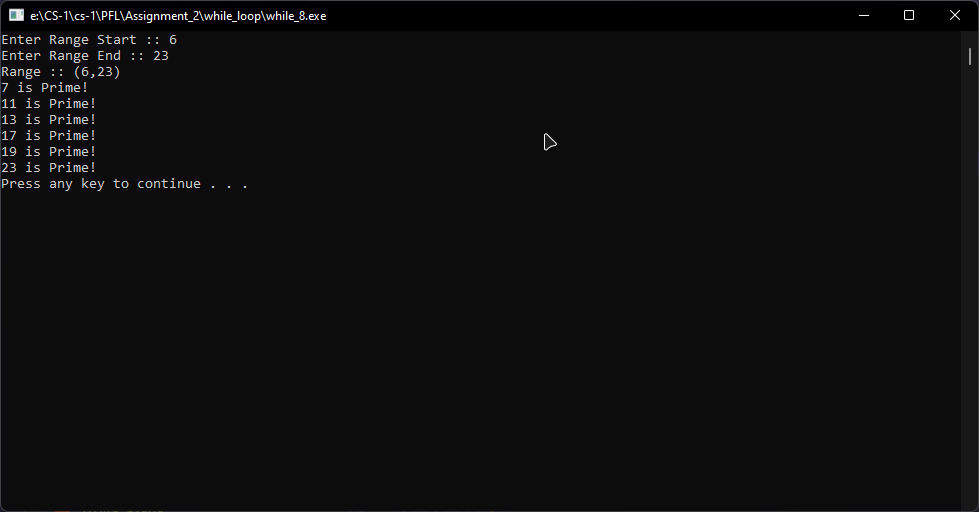 e:\CS-1\cs-1\PFL\Assignment_2\while_loop\while_8.exe
Enter Range Start :: 6
Enter Range End :: 23
Range :: (6,23)
7 is Prime!
11 is Prime!
13 is Prime!
17 is Prime!
19 is Prime!
23 is Prime!
Press any key to continue . . .